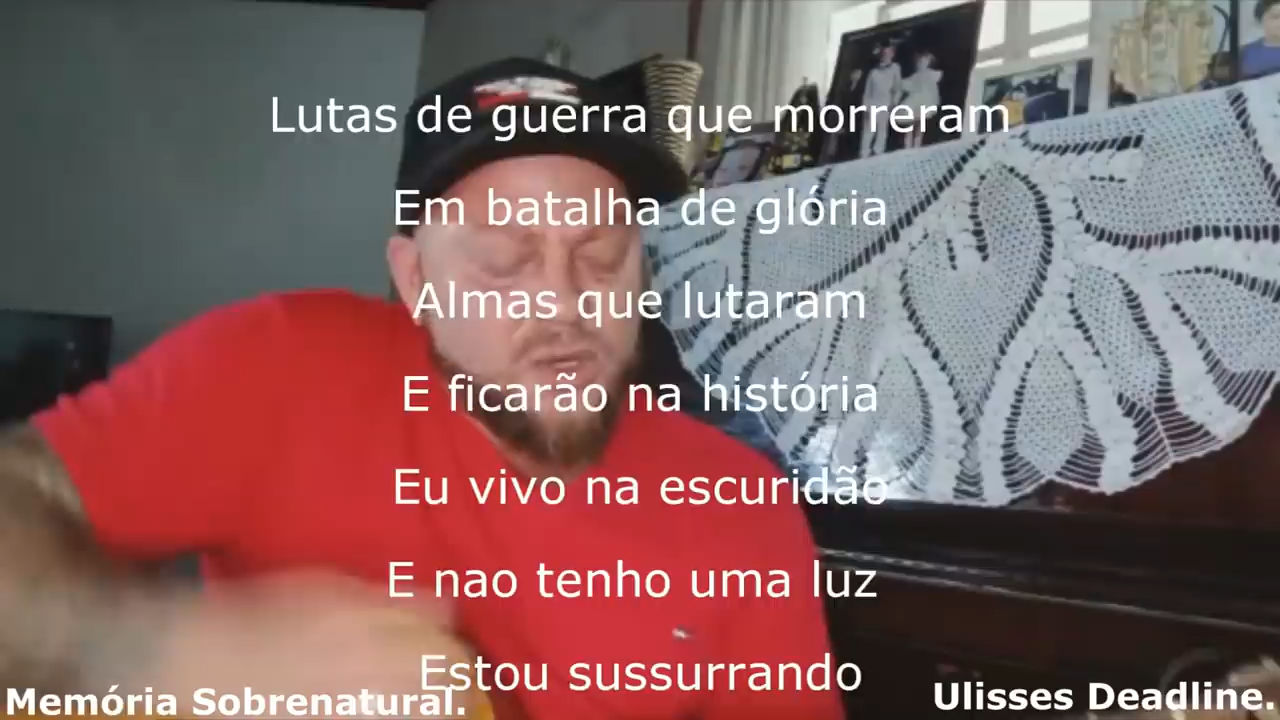 Lutas de guerra que morreram
Em batalha de glória
Almas que lutaram
E ficarão na história
Eu vivo na escuridão
E nao tenho uma luz
Estou sussurrando
Memória Sobrenatural.
Ulisses Deadline.